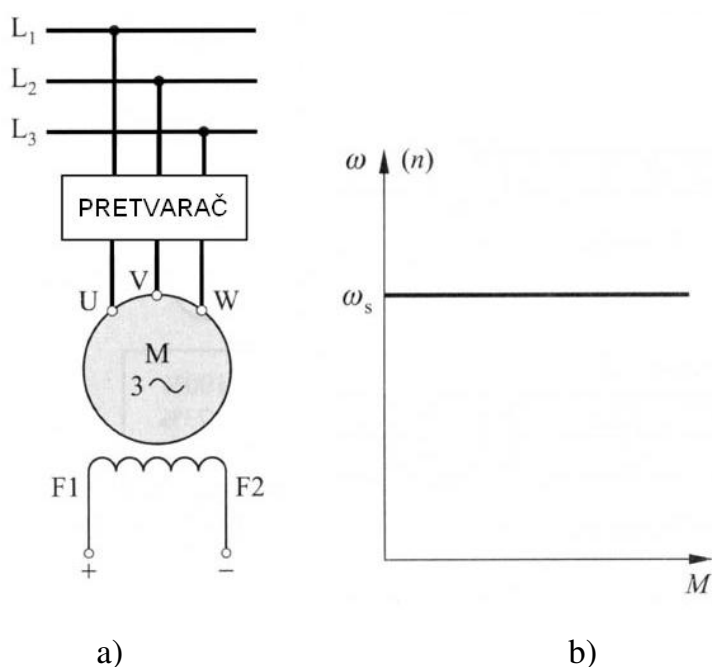 L₁
L₂
L₃
PRETVARAČ
U V W
M
3 ~
F1 F2
+ −
a)
ω (n)
ωₛ
M
b)